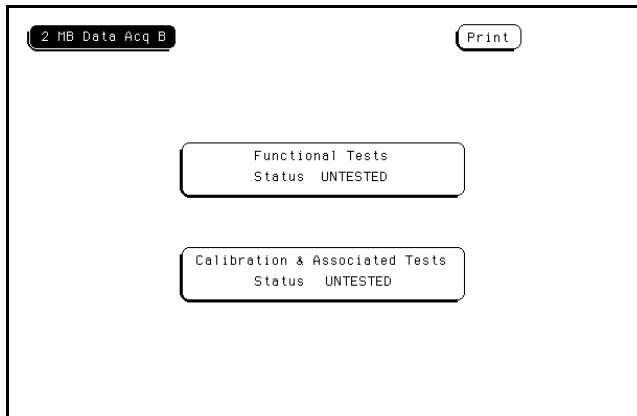 2 MB Data Acq B
Print
Functional Tests
Status UNTESTED
Calibration & Associated Tests
Status UNTESTED